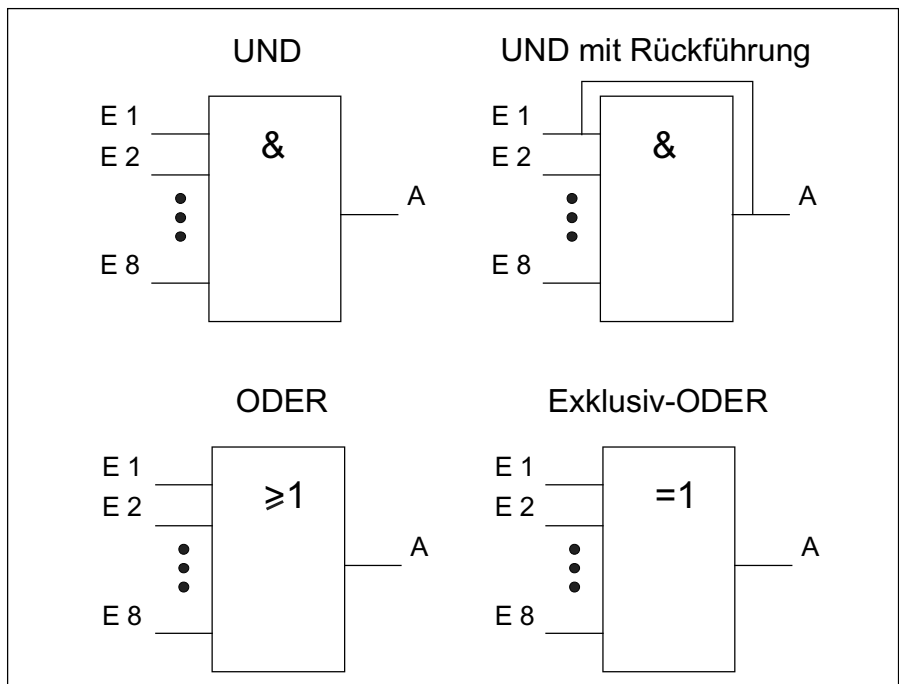 UND
E 1
&
E 2
A
E 8
UND mit Rückführung
E 1
&
E 2
A
E 8
ODER
E 1
≥1
E 2
A
E 8
Exklusiv-ODER
E 1
=1
E 2
A
E 8